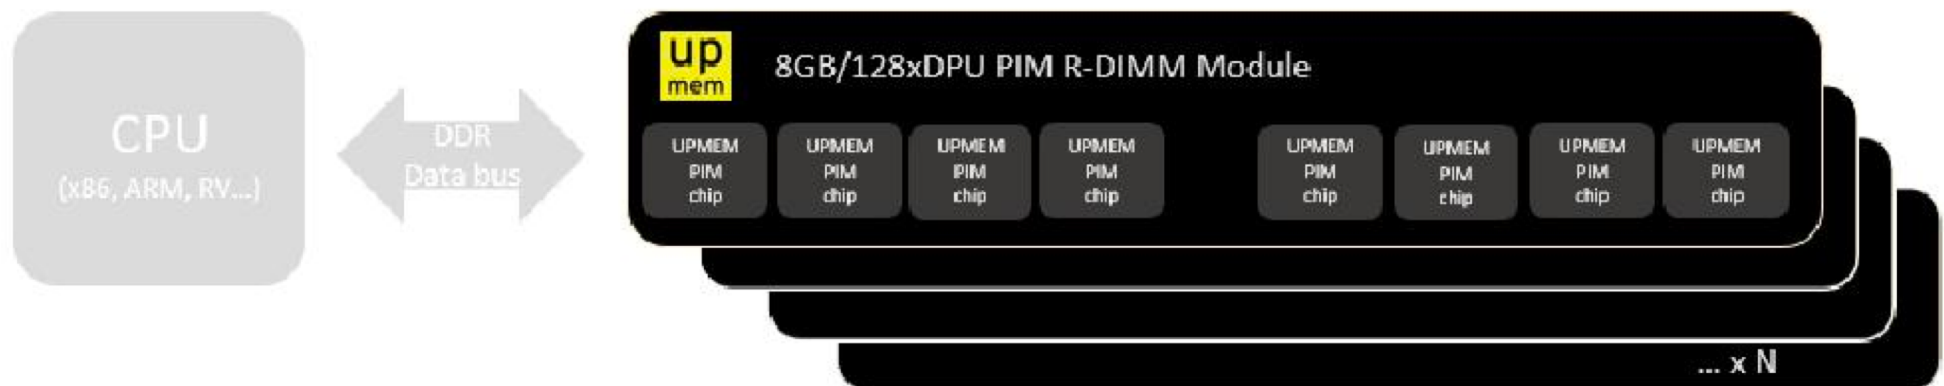 CPU
(x86, ARM, RV...)
DDR
Data bus
up
mem
8GB/128xDPU PIM R-DIMM Module
UPMEM
PIM
chip
UPMEM
PIM
chip
UPMEM
PIM
chip
UPMEM
PIM
chip
UPMEM
PIM
chip
UPMEM
PIM
chip
UPMEM
PIM
chip
UPMEM
PIM
chip
... x N